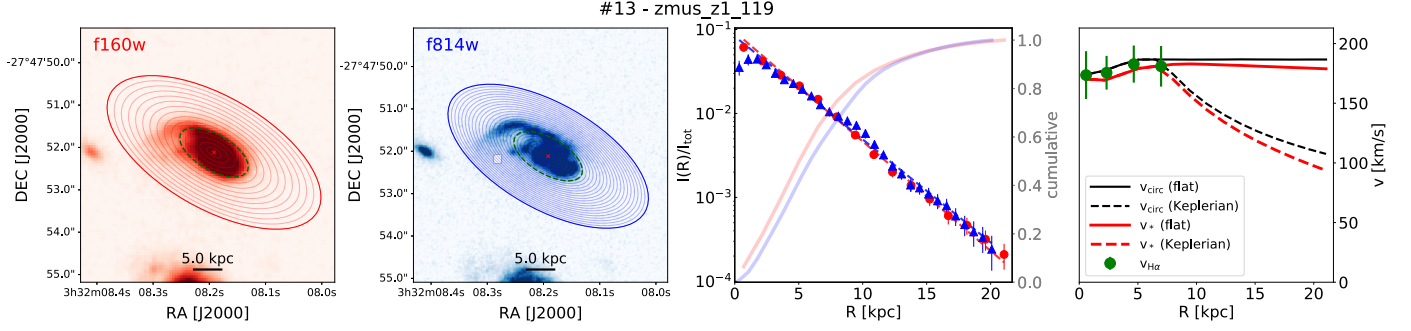 #13 - zmus_z1_119
f160w
-27°47'50.0"
51.0"
52.0"
53.0"
54.0"
55.0"
DEC [J2000]
5.0 kpc
3h32m08.4s 08.3s 08.2s 08.1s 08.0s
RA [J2000]
f814w
-27°47'50.0"
51.0"
52.0"
53.0"
54.0"
55.0"
DEC [J2000]
5.0 kpc
3h32m08.4s 08.3s 08.2s 08.1s 08.0s
RA [J2000]
10⁻¹
10⁻²
10⁻³
10⁻⁴
I(R)/I_tot
0 5 10 15 20
R [kpc]
1.0
0.8
0.6
0.4
0.2
0.0
cumulative
v_circ (flat)
v_circ (Keplerian)
v_* (flat)
v_* (Keplerian)
v_Hα
0 5 10 15 20
R [kpc]
200
150
100
50
0
v [km/s]